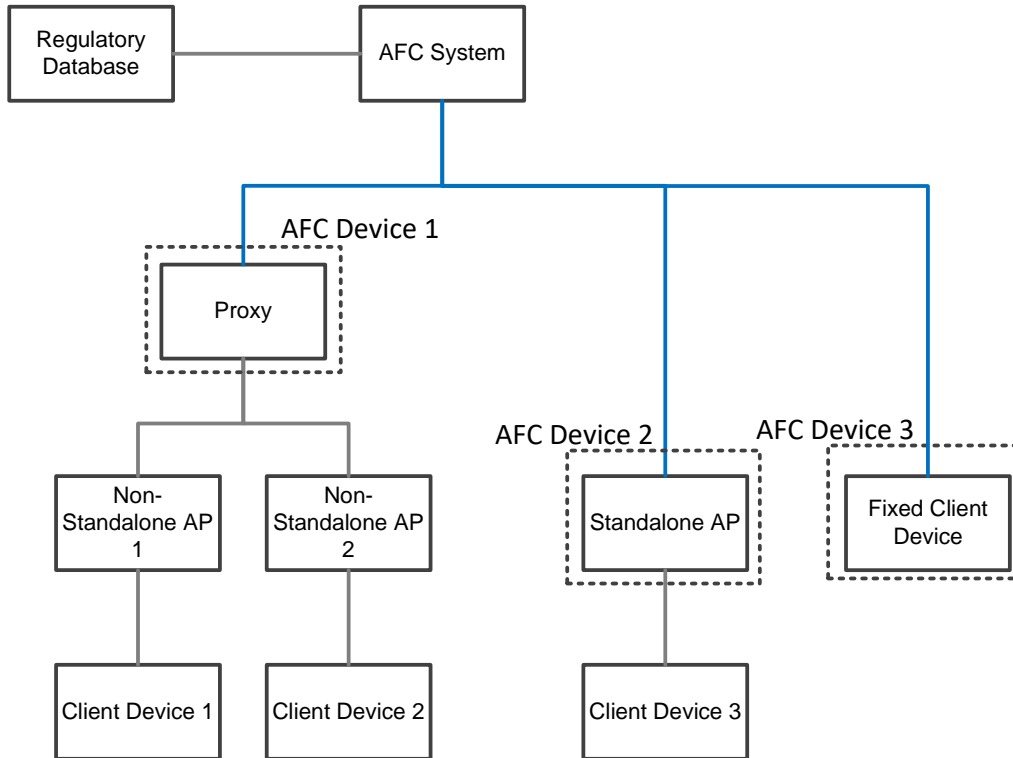 Regulatory
Database
AFC System
AFC Device 1
Proxy
AFC Device 2
AFC Device 3
Non-
Standalone AP
1
Non-
Standalone AP
2
Standalone AP
Fixed Client
Device
Client Device 1
Client Device 2
Client Device 3